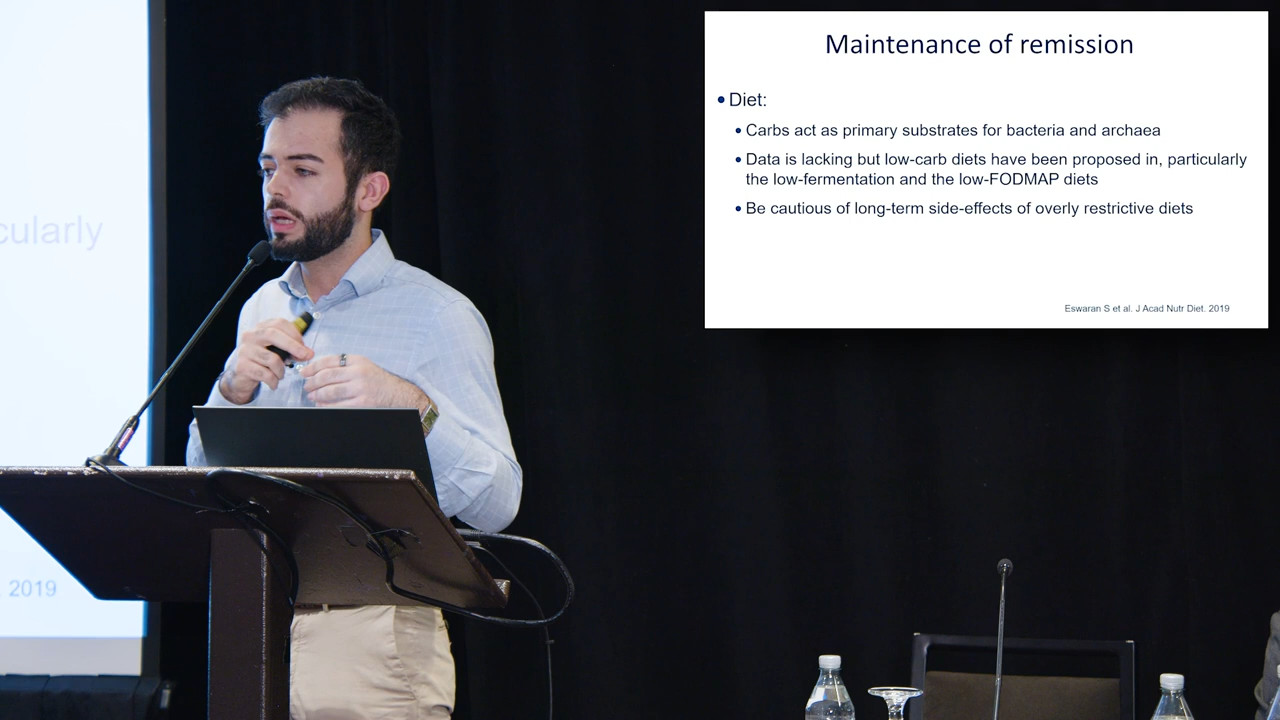 Maintenance of remission
• Diet:
• Carbs act as primary substrates for bacteria and archaea
• Data is lacking but low-carb diets have been proposed in, particularly
the low-fermentation and the low-FODMAP diets
• Be cautious of long-term side-effects of overly restrictive diets
Eswaran S et al. J Acad Nutr Diet. 2019
cularly
. 2019